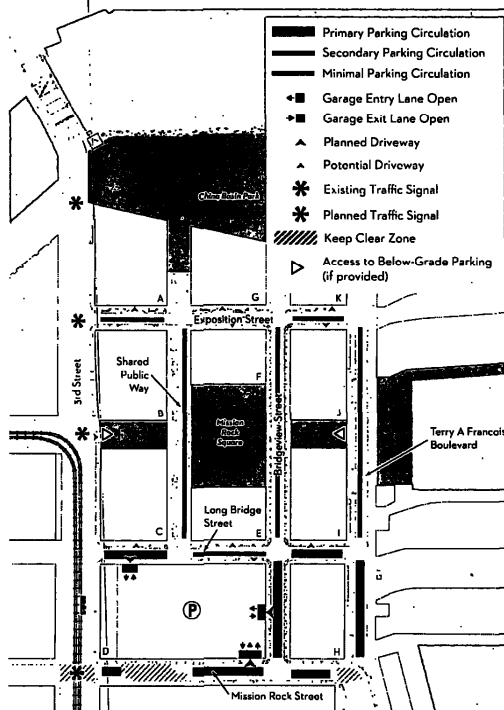 Primary Parking Circulation
Secondary Parking Circulation
Minimal Parking Circulation
Garage Entry Lane Open
Garage Exit Lane Open
Planned Driveway
Potential Driveway
Existing Traffic Signal
Planned Traffic Signal
Keep Clear Zone
Access to Below-Grade Parking
(if provided)
China Basin Park
A
G
K
Exposition Street
3rd Street
Shared
Public
Way
F
B
J
Mission
Rock
Square
Bridgeview Street
Terry A Francois
Boulevard
Long Bridge
Street
C
E
I
P
D
H
Mission Rock Street